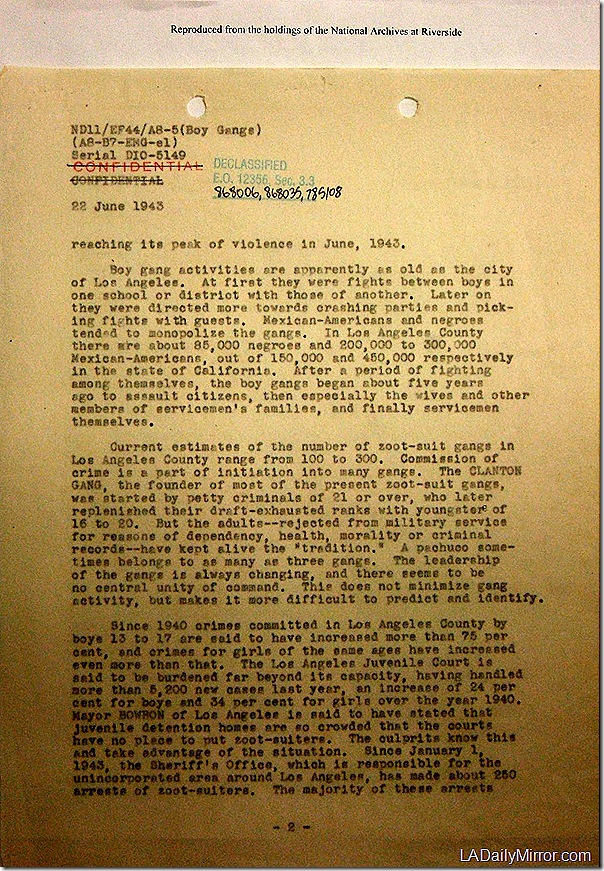 Reproduced from the holdings of the National Archives at Riverside
ND11/EF44/A8-5(Boy Gangs)
(A8-B7-EMG-el)
Serial DIO-5149
CONFIDENTIAL
CONFIDENTIAL
DECLASSIFIED
E.O. 12356, Sec. 3.3
868006, 868035, 785108
22 June 1943
reaching its peak of violence in June, 1943.
Boy gang activities are apparently as old as the city
of Los Angeles. At first they were fights between boys in
one school or district with those of another. Later on
they were directed more towards crashing parties and pick-
ing fights with guests. Mexican-Americans and negroes
tended to monopolize the gangs. In Los Angeles County
there are about 85,000 negroes and 200,000 to 300,000
Mexican-Americans, out of 150,000 and 450,000 respectively
in the state of California. After a period of fighting
among themselves, the boy gangs began about five years
ago to assault citizens, then especially the wives and other
members of servicemen's families, and finally servicemen
themselves.
Current estimates of the number of zoot-suit gangs in
Los Angeles County range from 100 to 300. Commission of
crime is a part of initiation into many gangs. The CLANTON
GANG, the founder of most of the present zoot-suit gangs,
was started by petty criminals of 21 or over, who later
replenished their draft-exhausted ranks with youngsters of
16 to 20. But the adults--rejected from military service
for reasons of dependency, health, morality or criminal
records--have kept alive the "tradition." A pachuco some-
times belongs to as many as three gangs. The leadership
of the gangs is always changing, and there seems to be
no central unity of command. This does not minimize gang
activity, but makes it more difficult to predict and identify.
Since 1940 crimes committed in Los Angeles County by
boys 13 to 17 are said to have increased more than 75 per
cent, and crimes for girls of the same ages have increased
even more than that. The Los Angeles Juvenile Court is
said to be burdened far beyond its capacity, having handled
more than 5,200 new cases last year, an increase of 24 per
cent for boys and 34 per cent for girls over the year 1940.
Mayor BOWRON of Los Angeles is said to have stated that
juvenile detention homes are so crowded that the courts
have no place to put zoot-suiters. The culprits know this
and take advantage of the situation. Since January 1,
1943, the Sheriff's Office, which is responsible for the
unincorporated area around Los Angeles, has made about 250
arrests of zoot-suiters. The majority of these arrests
- 2 -
LADailyMirror.com